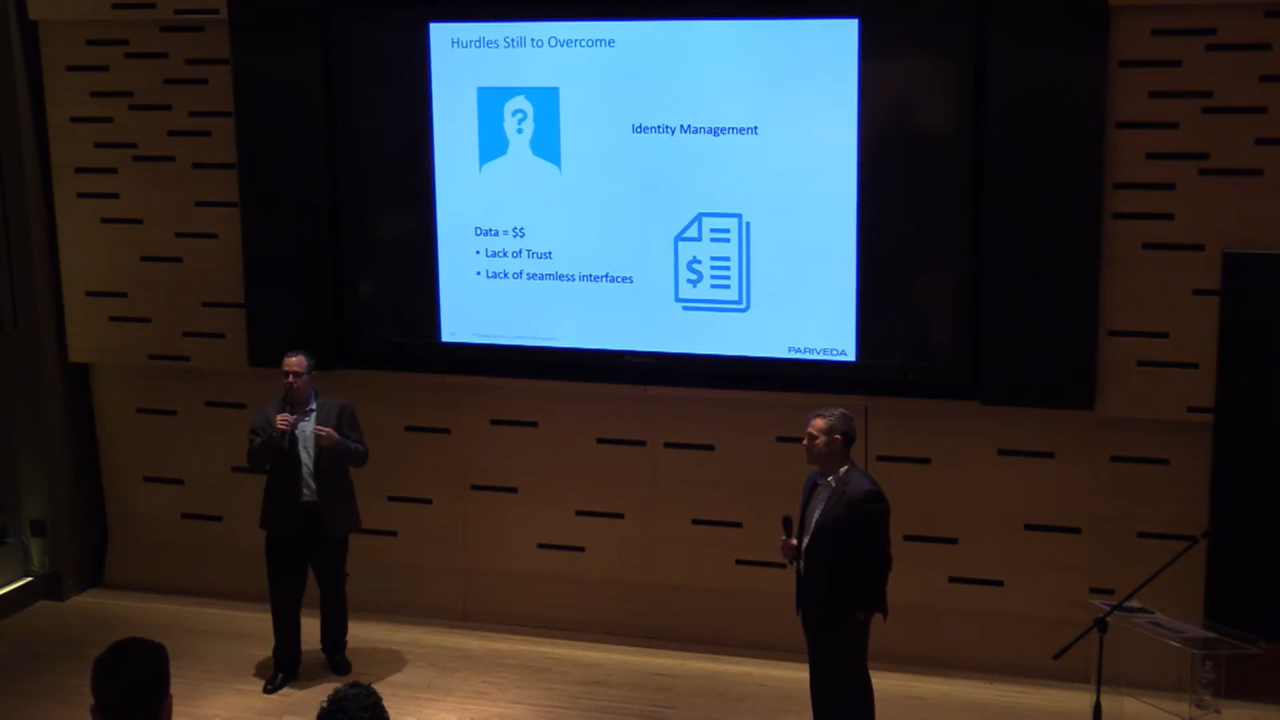 Hurdles Still to Overcome
?
Identity Management
Data = $$
• Lack of Trust
• Lack of seamless interfaces
$
PARIVEDA